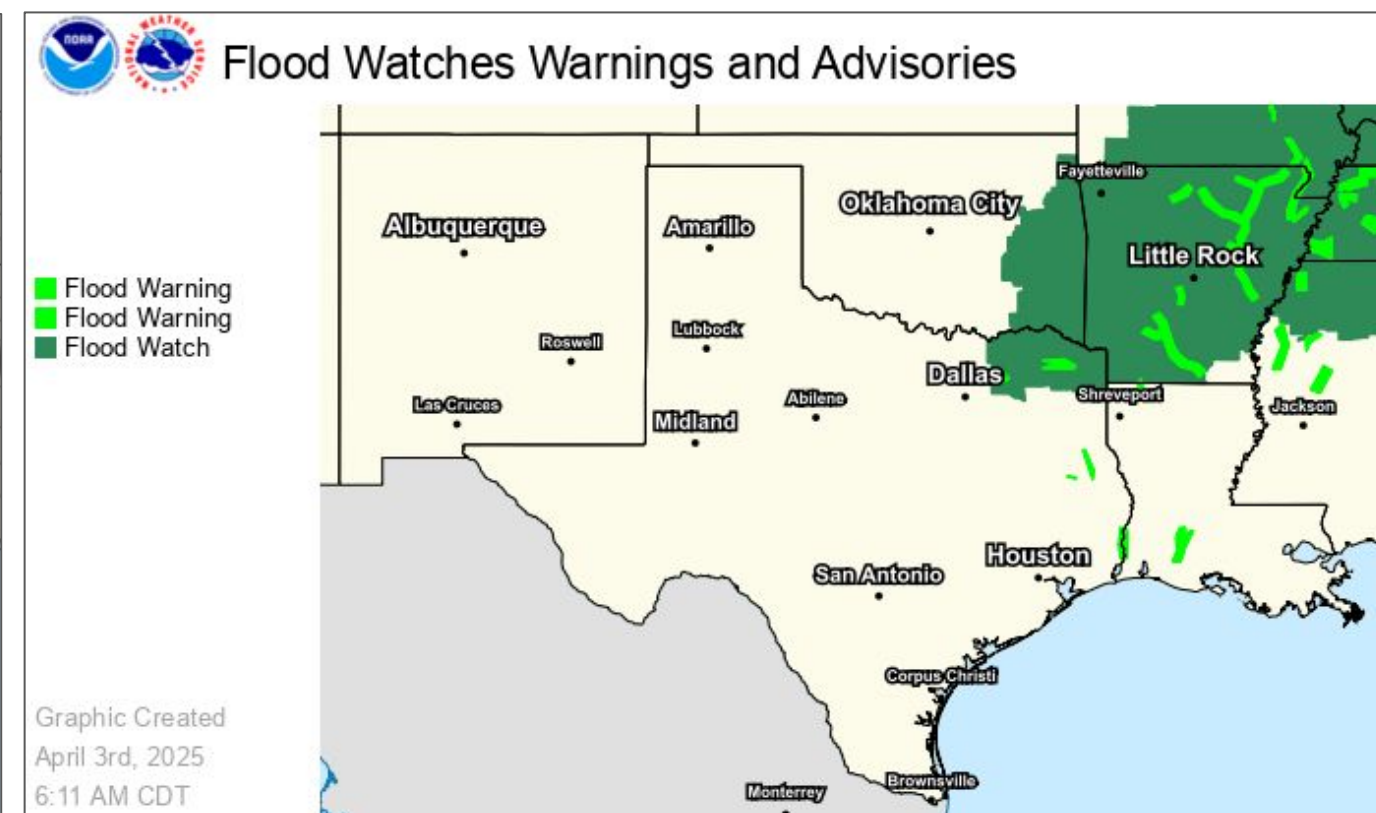 NOAA
NATIONAL WEATHER SERVICE
Flood Watches Warnings and Advisories
Flood Warning
Flood Warning
Flood Watch
Fayetteville
Oklahoma City
Albuquerque
Amarillo
Little Rock
Lubbock
Roswell
Dallas
Shreveport
Abilene
Las Cruces
Jackson
Midland
Houston
San Antonio
Corpus Christi
Brownsville
Monterrey
Graphic Created
April 3rd, 2025
6:11 AM CDT